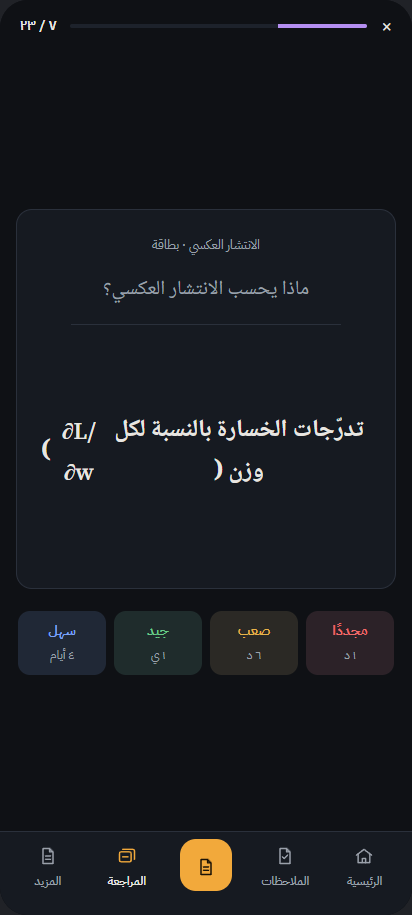 ٧ / ٢٣
×
الانتشار العكسي · بطاقة
ماذا يحسب الانتشار العكسي؟
تدرّجات الخسارة بالنسبة لكل وزن (∂L/∂w)
مجددًا
١ د
صعب
٦ د
جيد
١ ي
سهل
٤ أيام
الرئيسية
الملاحظات
المراجعة
المزيد